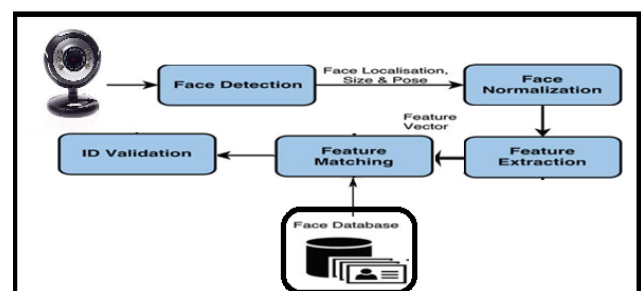 Face Detection
Face Localisation,
Size & Pose
Face
Normalization
Feature
Vector
ID Validation
Feature
Matching
Feature
Extraction
Face Database